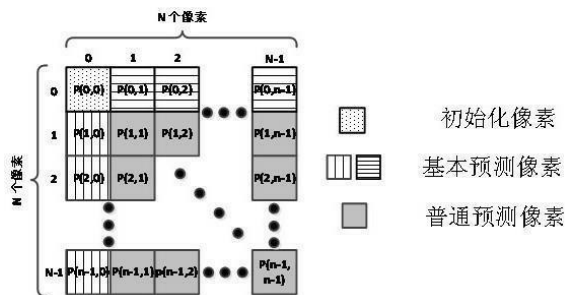 N 个像素
0 1 2 N-1
N 个像素
0 P(0,0) P(0,1) P(0,2) P(0,n-1)
1 P(1,0) P(1,1) P(1,2) P(1,n-1)
2 P(2,0) P(2,1) P(2,n-1)
N-1 P(n-1,0) P(n-1,1) p(n-1,2) P(n-1,
n-1)
初始化像素
基本预测像素
普通预测像素